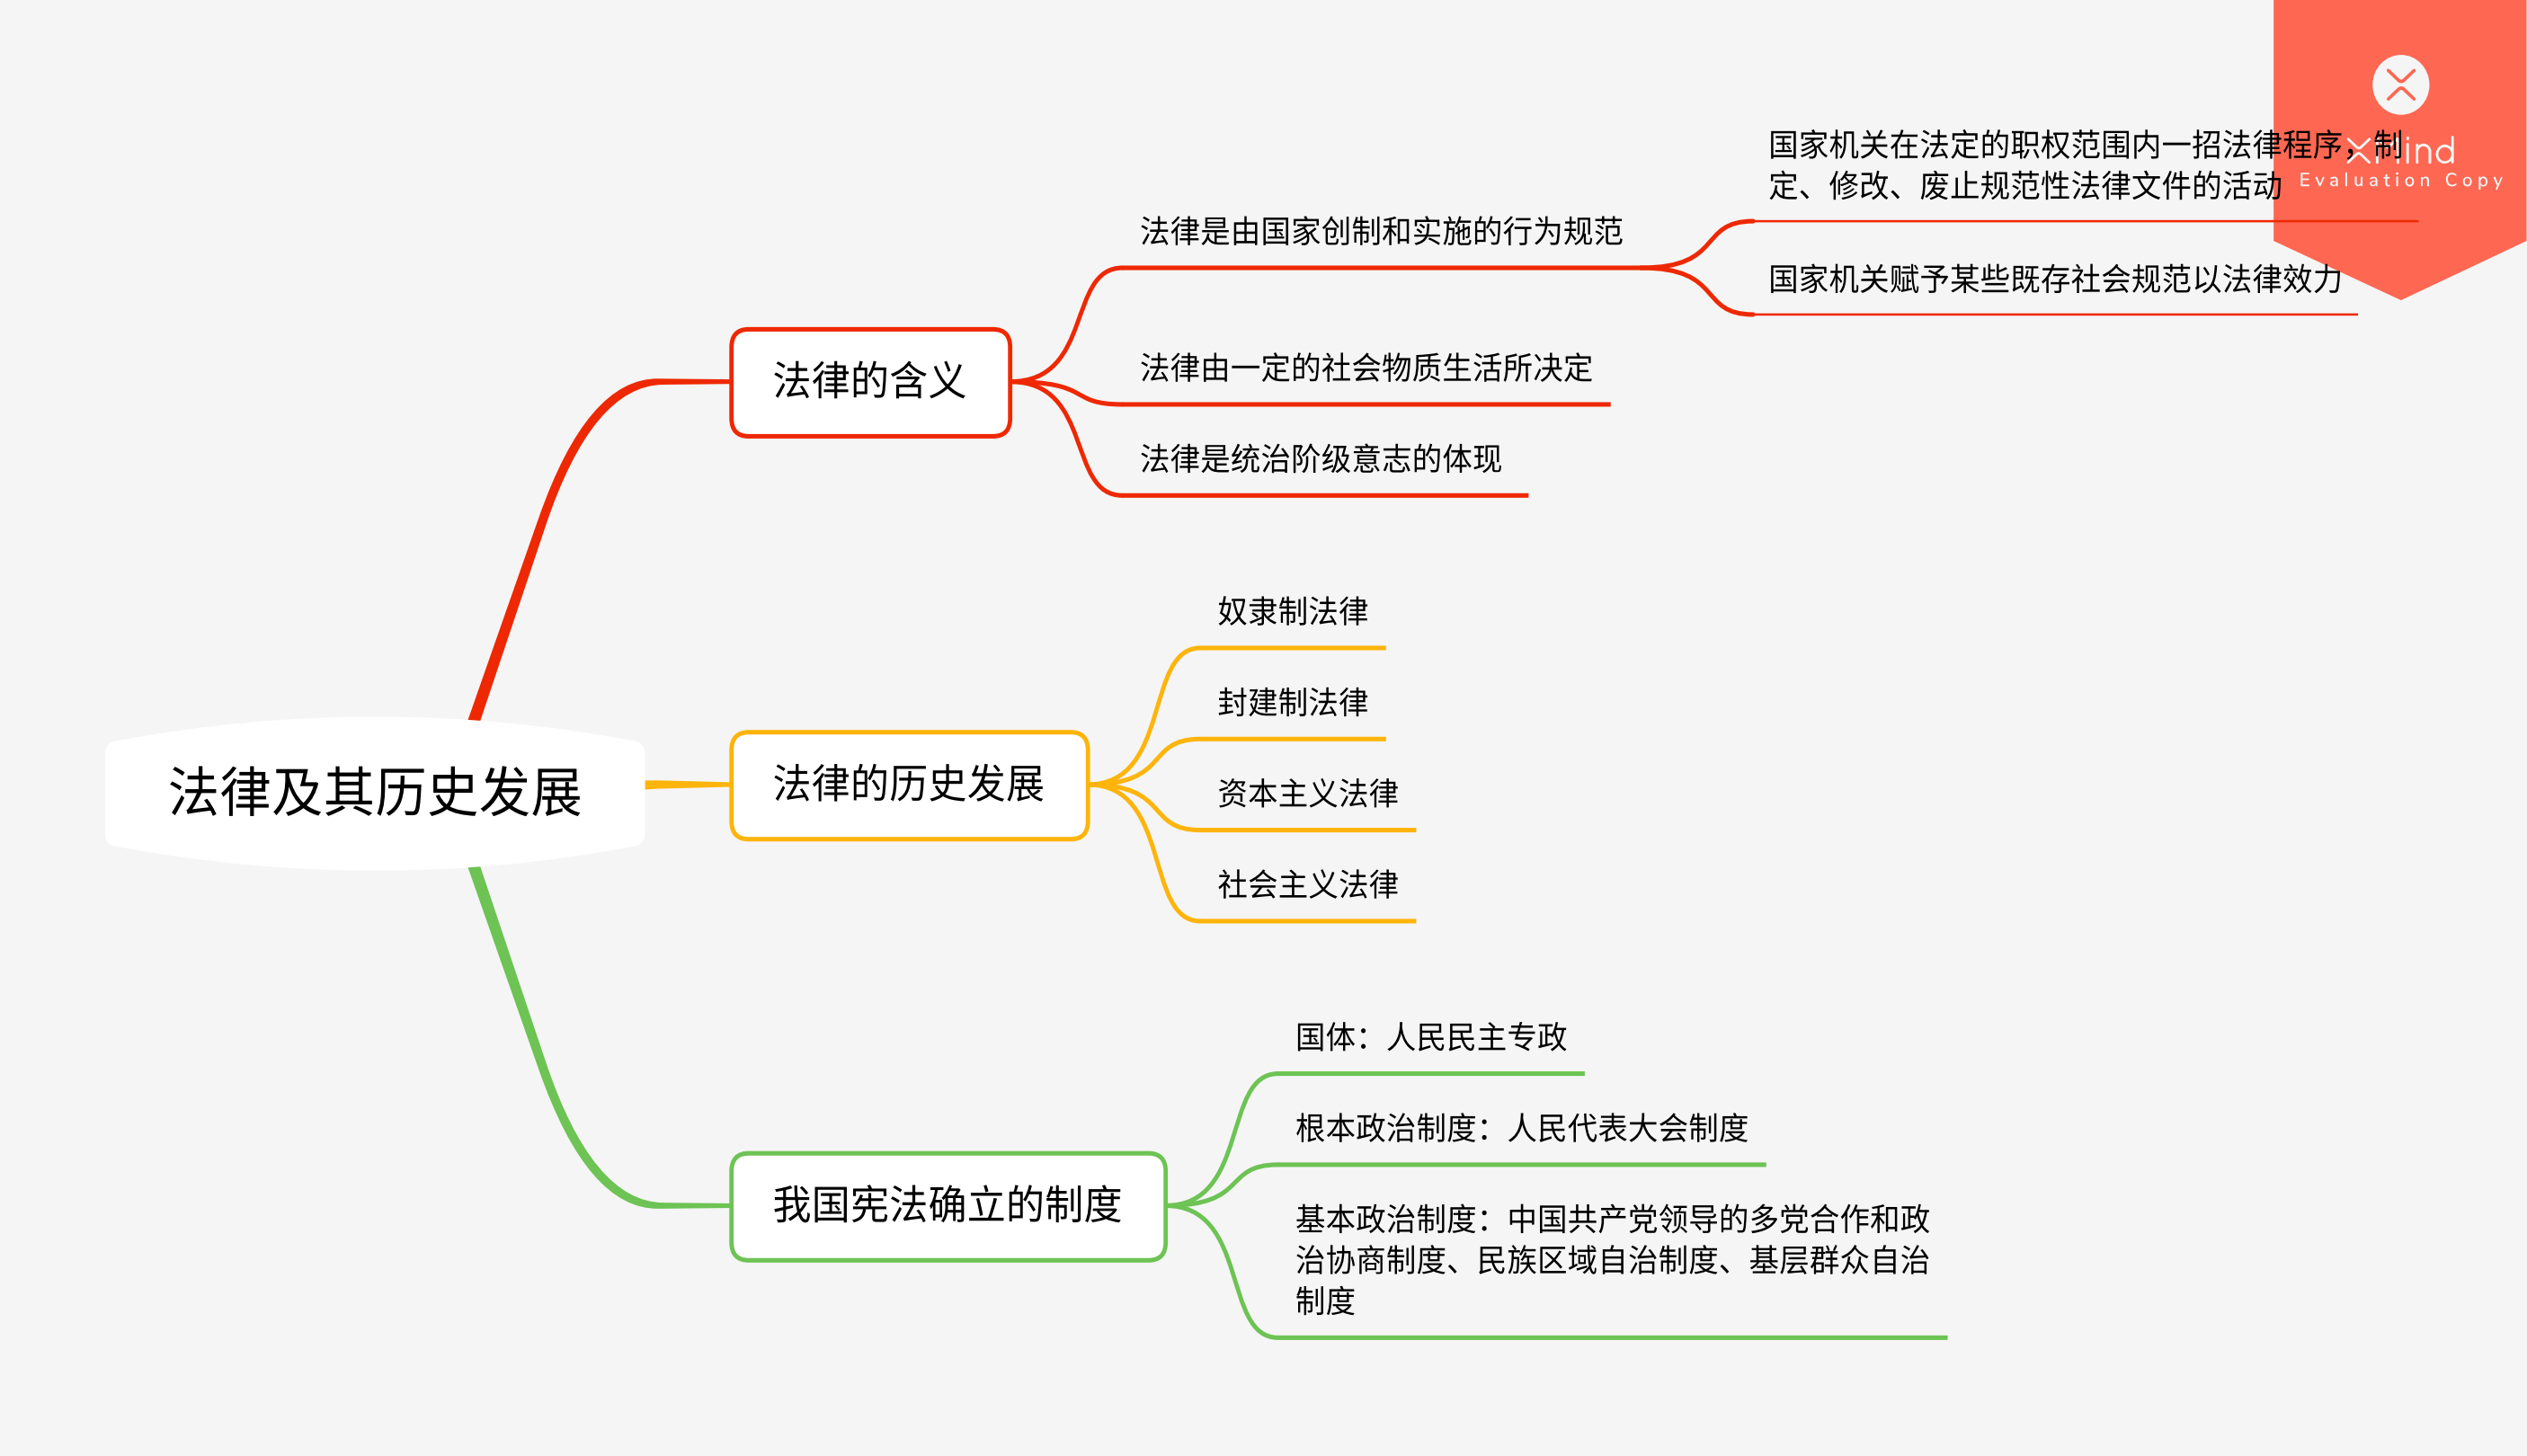 国家机关在法定的职权范围内一招法律程序，制
定、修改、废止规范性法律文件的活动
法律是由国家创制和实施的行为规范
国家机关赋予某些既存社会规范以法律效力
法律的含义
法律由一定的社会物质生活所决定
法律是统治阶级意志的体现
奴隶制法律
封建制法律
法律及其历史发展
法律的历史发展
资本主义法律
社会主义法律
国体：人民民主专政
根本政治制度：人民代表大会制度
我国宪法确立的制度
基本政治制度：中国共产党领导的多党合作和政
治协商制度、民族区域自治制度、基层群众自治
制度
XMind
Evaluation Copy